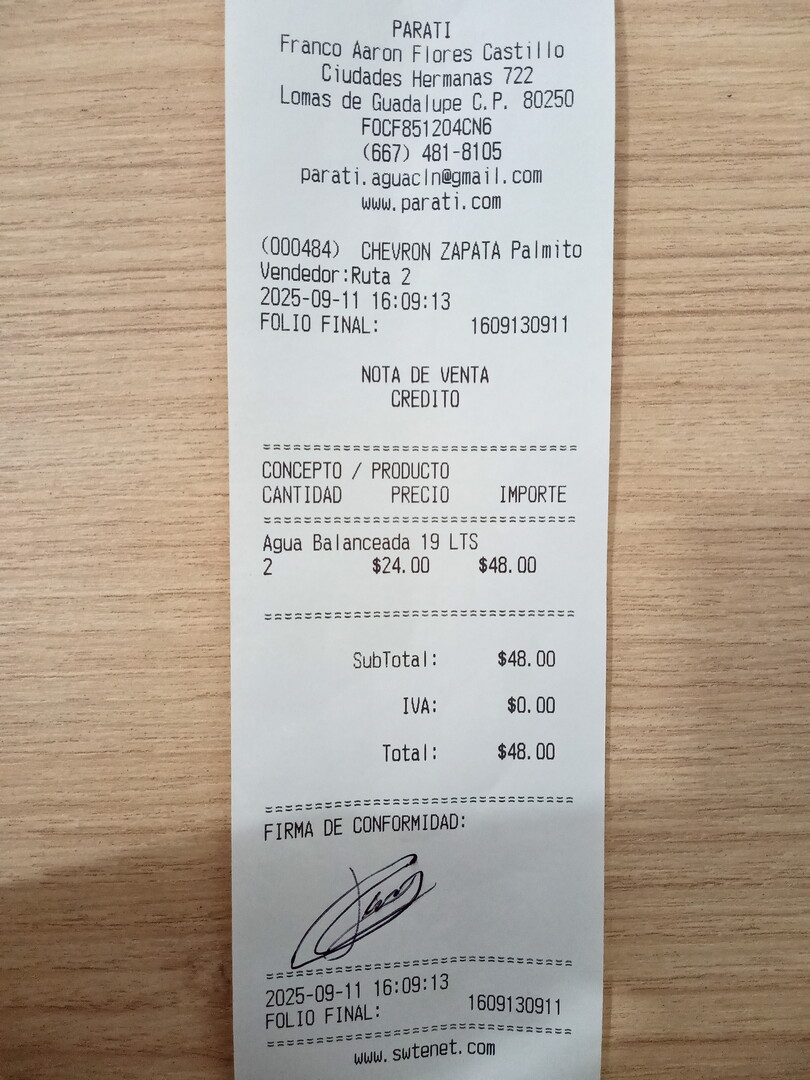 PARATI
Franco Aaron Flores Castillo
Ciudades Hermanas 722
Lomas de Guadalupe C.P. 80250
FOCF851204CN6
(667) 481-8105
parati.aguacln@gmail.com
www.parati.com
(000484) CHEVRON ZAPATA Palmito
Vendedor:Ruta 2
2025-09-11 16:09:13
FOLIO FINAL: 1609130911
NOTA DE VENTA
CREDITO
CONCEPTO / PRODUCTO
CANTIDAD PRECIO IMPORTE
Agua Balanceada 19 LTS
2 $24.00 $48.00
SubTotal: $48.00
IVA: $0.00
Total: $48.00
FIRMA DE CONFORMIDAD:
2025-09-11 16:09:13
FOLIO FINAL: 1609130911
www.swtenet.com